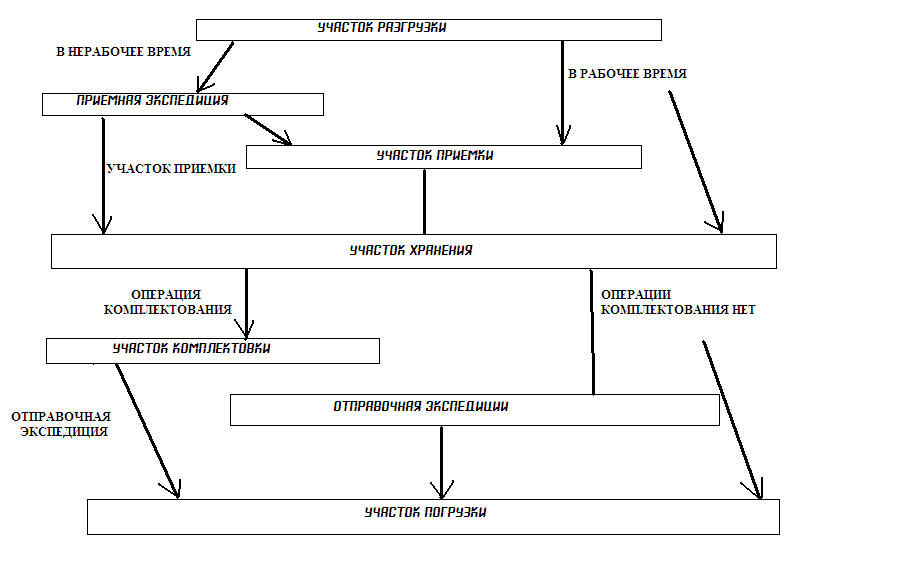 УЧАСТОК РАЗГРУЗКИ
В НЕРАБОЧЕЕ ВРЕМЯ
В РАБОЧЕЕ ВРЕМЯ
ПРИЕМНАЯ ЭКСПЕДИЦИЯ
УЧАСТОК ПРИЕМКИ
УЧАСТОК ПРИЕМКИ
УЧАСТОК ХРАНЕНИЯ
ОПЕРАЦИЯ
КОМПЛЕКТОВАНИЯ
ОПЕРАЦИИ
КОМПЛЕКТОВАНИЯ НЕТ
УЧАСТОК КОМПЛЕКТОВКИ
ОТПРАВОЧНАЯ ЭКСПЕДИЦИИ
ОТПРАВОЧНАЯ
ЭКСПЕДИЦИЯ
УЧАСТОК ПОГРУЗКИ